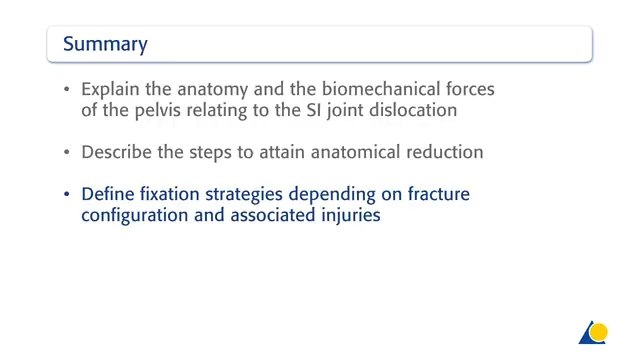 Summary
• Explain the anatomy and the biomechanical forces
of the pelvis relating to the SI joint dislocation
• Describe the steps to attain anatomical reduction
• Define fixation strategies depending on fracture
configuration and associated injuries